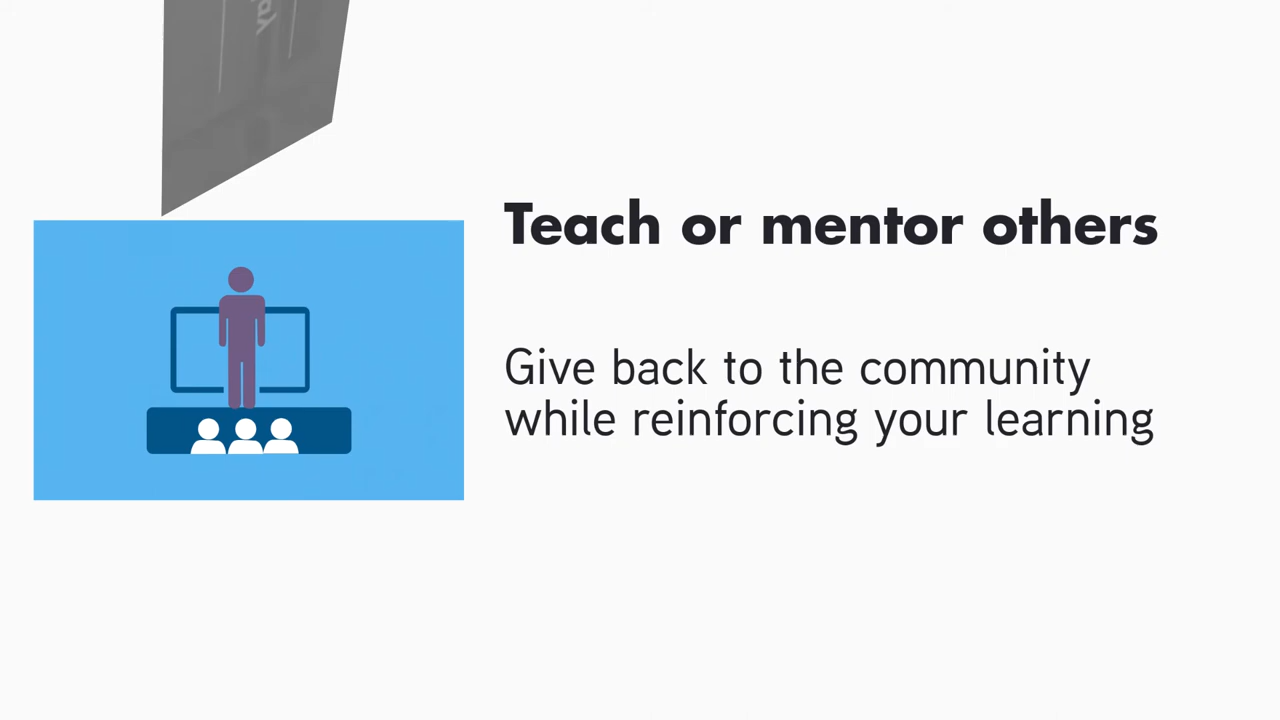 Teach or mentor others
Give back to the community
while reinforcing your learning